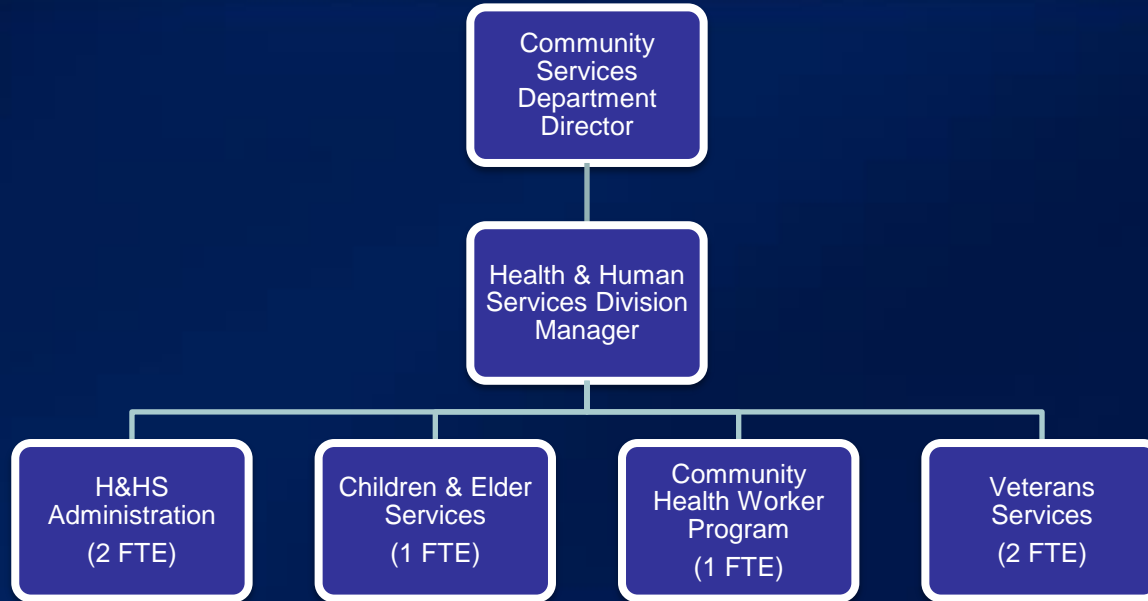 Community
Services
Department
Director
Health & Human
Services Division
Manager
H&HS
Administration
(2 FTE)
Children & Elder
Services
(1 FTE)
Community
Health Worker
Program
(1 FTE)
Veterans
Services
(2 FTE)